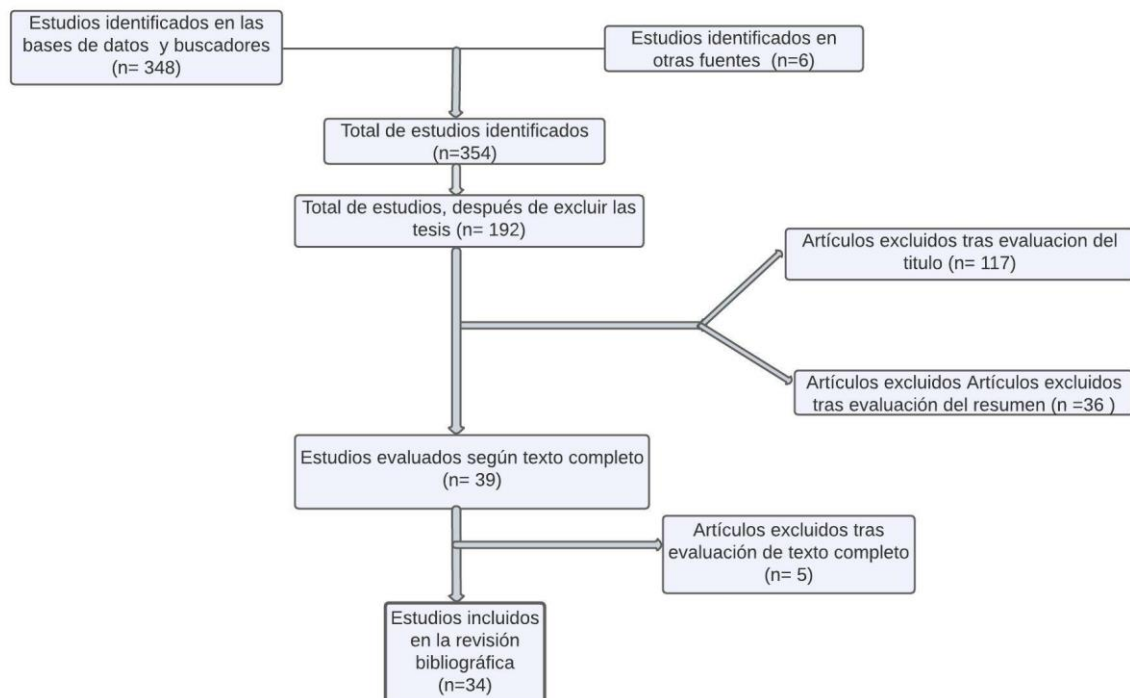 Estudios identificados en las
bases de datos y buscadores
(n= 348)
Estudios identificados en
otras fuentes (n=6)
Total de estudios identificados
(n=354)
Total de estudios, después de excluir las
tesis (n= 192)
Artículos excluidos tras evaluacion del
titulo (n= 117)
Artículos excluidos Artículos excluidos
tras evaluación del resumen (n =36 )
Estudios evaluados según texto completo
(n= 39)
Artículos excluidos tras
evaluación de texto completo
(n= 5)
Estudios incluidos
en la revisión
bibliográfica
(n=34)